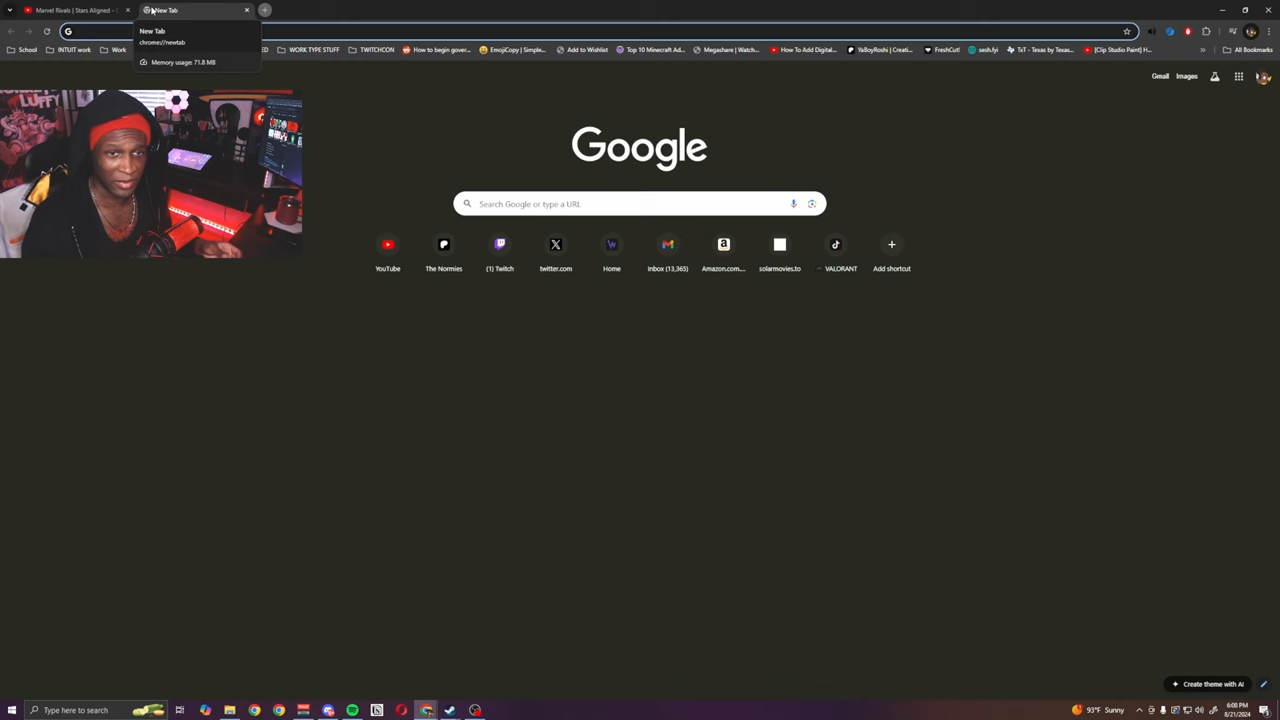 Marvel Rivals | Stars Aligned -
New Tab
New Tab
chrome://newtab
Memory usage: 71.8 MB
School
INTUIT work
Work
ED
WORK TYPE STUFF
TWITCHCON
How to begin gover...
EmojiCopy | Simple...
Add-ons for Wallac...
Top 10 Minecraft Ad...
Megashare | Watch...
How To Add Digital...
YaBoyRoshi | Creati...
FreshCut!
sesh.fyi
TxT - Texas by Texas...
[Clip Studio Paint] H...
»
All Bookmarks
Gmail
Images
LUFFY
Google
Search Google or type a URL
YouTube
The Normies
(1) Twitch
twitter.com
Home
Inbox (13,365)
Amazon.com....
solarmovies.to
VALORANT
Add shortcut
Create theme with AI
Type here to search
93°F Sunny
6:08 PM
8/21/2024